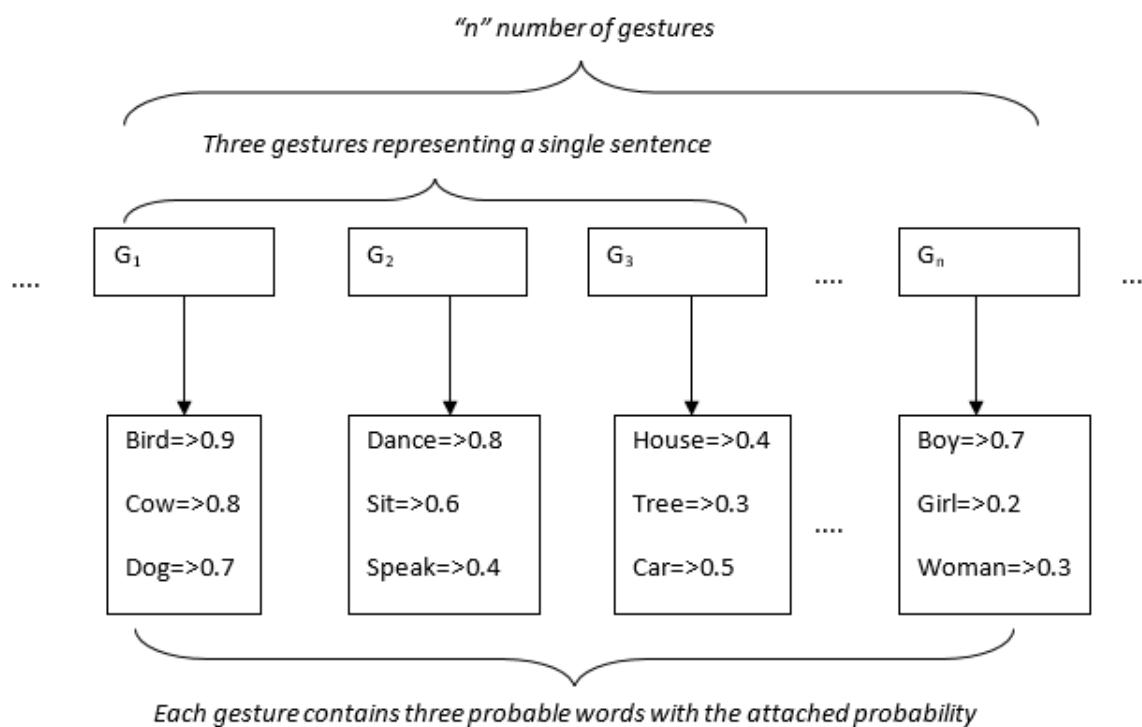 “n” number of gestures
Three gestures representing a single sentence
G₁ G₂ G₃ Gₙ
.... .... ...
Bird=>0.9 Dance=>0.8 House=>0.4 Boy=>0.7
Cow=>0.8 Sit=>0.6 Tree=>0.3 Girl=>0.2
....
Dog=>0.7 Speak=>0.4 Car=>0.5 Woman=>0.3
Each gesture contains three probable words with the attached probability